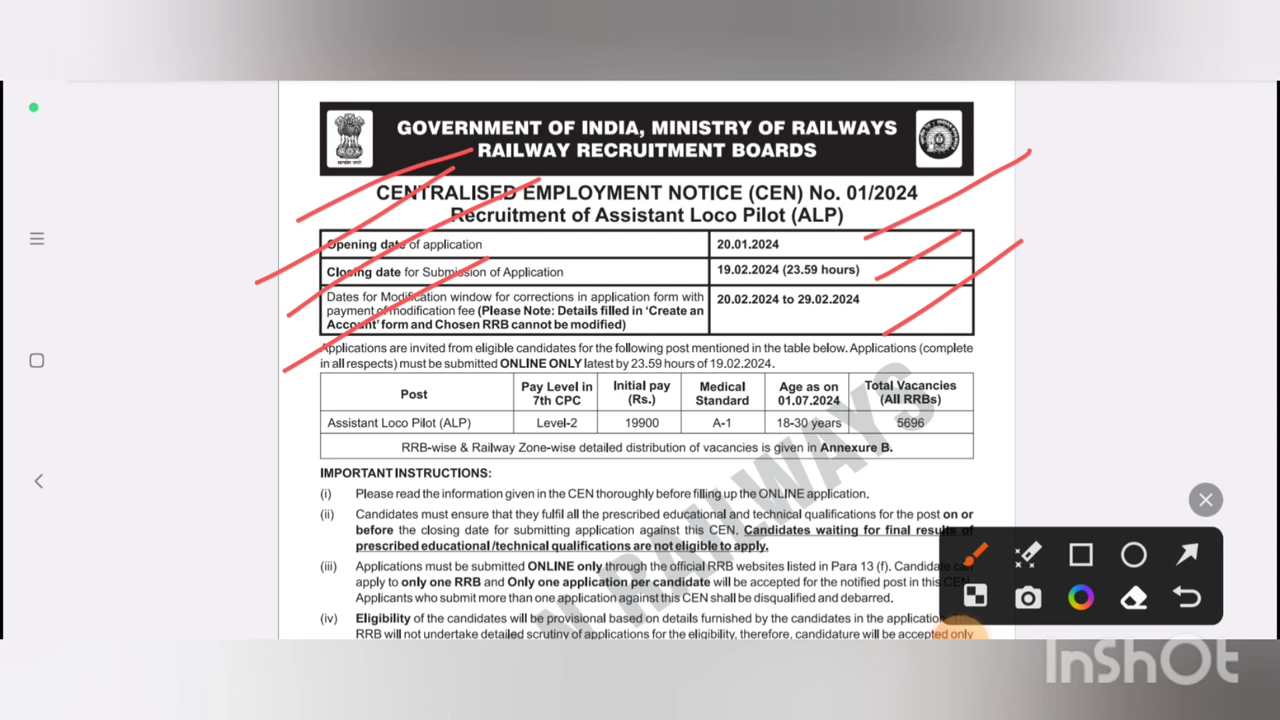 GOVERNMENT OF INDIA, MINISTRY OF RAILWAYS
RAILWAY RECRUITMENT BOARDS
CENTRALISED EMPLOYMENT NOTICE (CEN) No. 01/2024
Recruitment of Assistant Loco Pilot (ALP)
Opening date of application 20.01.2024
Closing date for Submission of Application 19.02.2024 (23.59 hours)
Dates for Modification window for corrections in application form with 20.02.2024 to 29.02.2024
payment of modification fee (Please Note: Details filled in ‘Create an
Account’ form and Chosen RRB cannot be modified)
Applications are invited from eligible candidates for the following post mentioned in the table below. Applications (complete
in all respects) must be submitted ONLINE ONLY latest by 23.59 hours of 19.02.2024.
Post Pay Level in 7th CPC Initial pay (Rs.) Medical Standard Age as on 01.07.2024 Total Vacancies (All RRBs)
Assistant Loco Pilot (ALP) Level-2 19900 A-1 18-30 years 5696
RRB-wise & Railway Zone-wise detailed distribution of vacancies is given in Annexure B.
IMPORTANT INSTRUCTIONS:
(i) Please read the information given in the CEN thoroughly before filling up the ONLINE application.
(ii) Candidates must ensure that they fulfil all the prescribed educational and technical qualifications for the post on or
before the closing date for submitting application against this CEN. Candidates waiting for final results of
prescribed educational /technical qualifications are not eligible to apply.
(iii) Applications must be submitted ONLINE only through the official RRB websites listed in Para 13 (f). Candidate can
apply to only one RRB and Only one application per candidate will be accepted for the notified post in this CEN.
Applicants who submit more than one application against this CEN shall be disqualified and debarred.
(iv) Eligibility of the candidates will be provisional based on details furnished by the candidates in the application.
RRB will not undertake detailed scrutiny of applications for the eligibility, therefore, candidature will be accepted only
RAILWAYS
InShOt